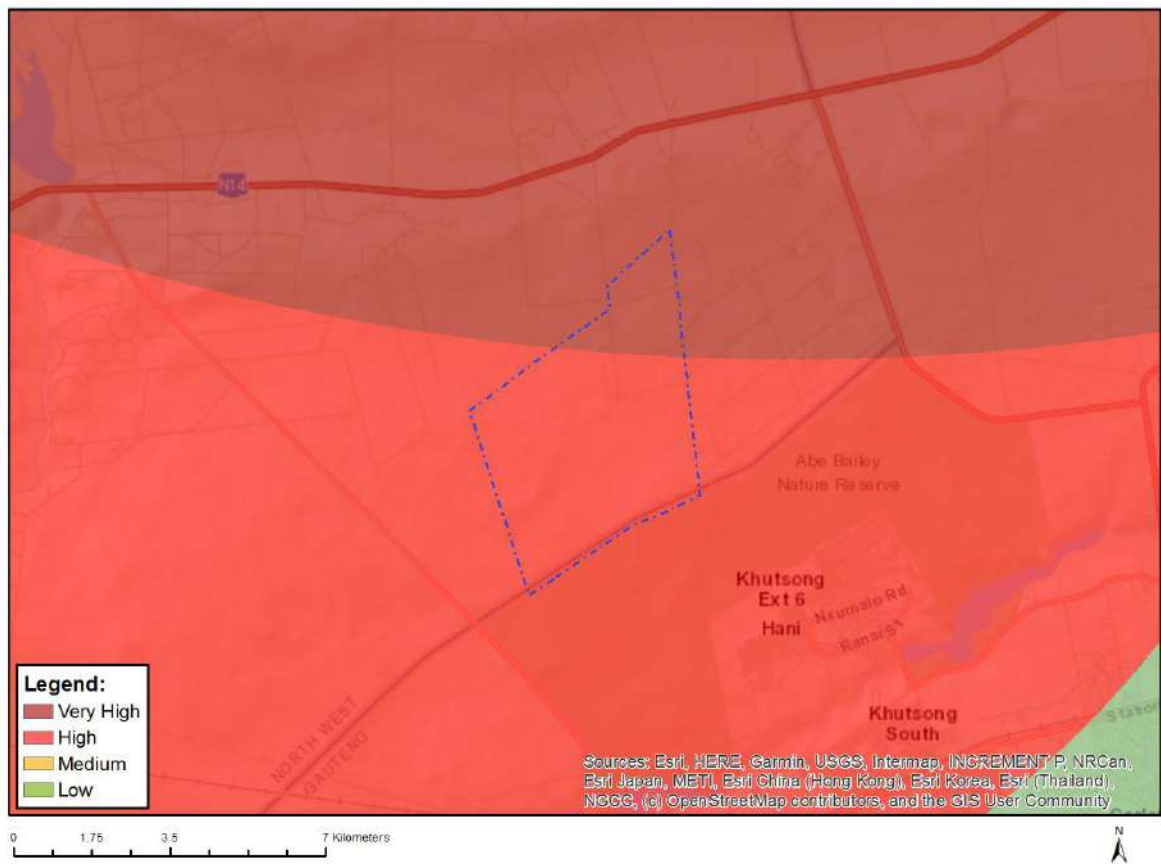 N14
Abe Bailey
Nature Reserve
Khutsong
Ext 6
Nxumalo Rd
Hani
Ranai St
Khutsong
South
Station
NORTH WEST
GAUTENG
Legend:
Very High
High
Medium
Low
Sources: Esri, HERE, Garmin, USGS, Intermap, INCREMENT P, NRCan,
Esri Japan, METI, Esri China (Hong Kong), Esri Korea, Esri (Thailand),
NGCC, (c) OpenStreetMap contributors, and the GIS User Community
0 1.75 3.5 7 Kilometers
N